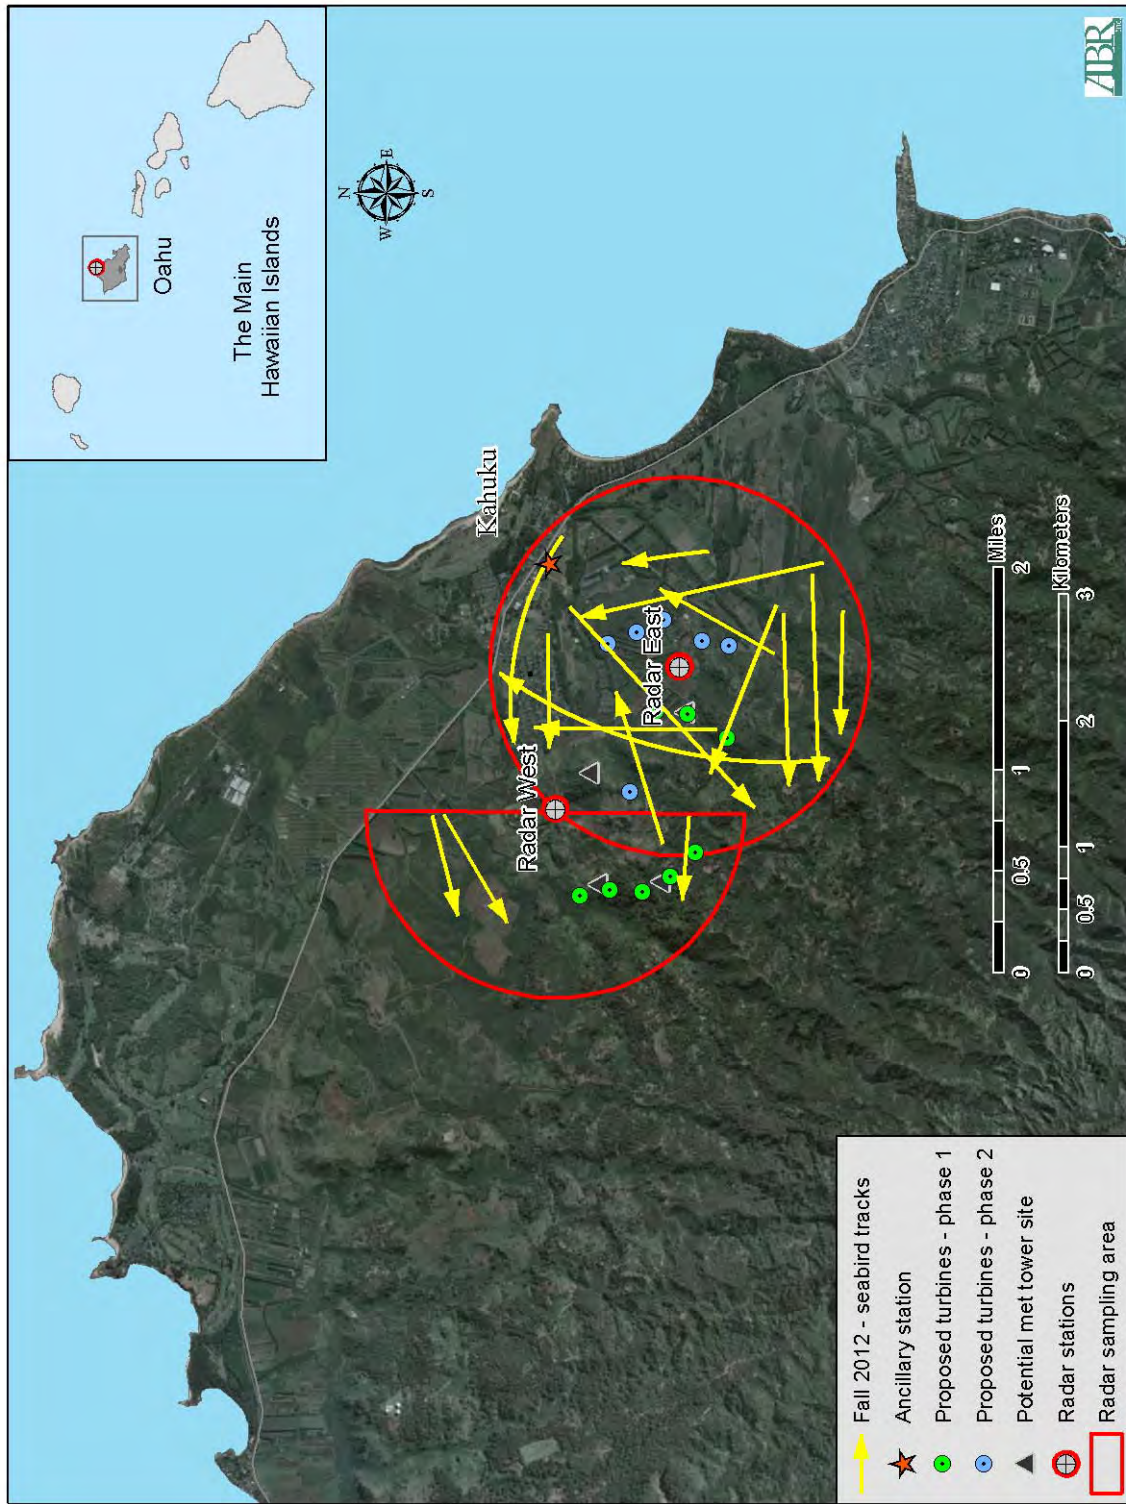 Oahu
The Main
Hawaiian Islands
N
W
E
S
Kahuku
Radar West
Radar East
Fall 2012 - seabird tracks
Ancillary station
Proposed turbines - phase 1
Proposed turbines - phase 2
Potential met tower site
Radar stations
Radar sampling area
0
0.5
1
2
Miles
0
0.5
1
2
3
Kilometers
ABR